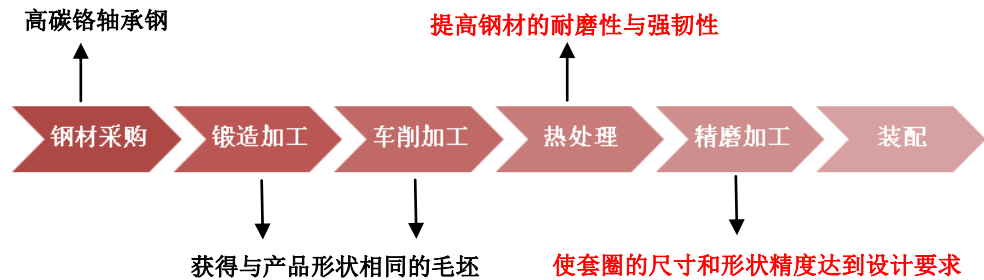 高碳铬轴承钢
提高钢材的耐磨性与强韧性
钢材采购
锻造加工
车削加工
热处理
精磨加工
装配
获得与产品形状相同的毛坯
使套圈的尺寸和形状精度达到设计要求